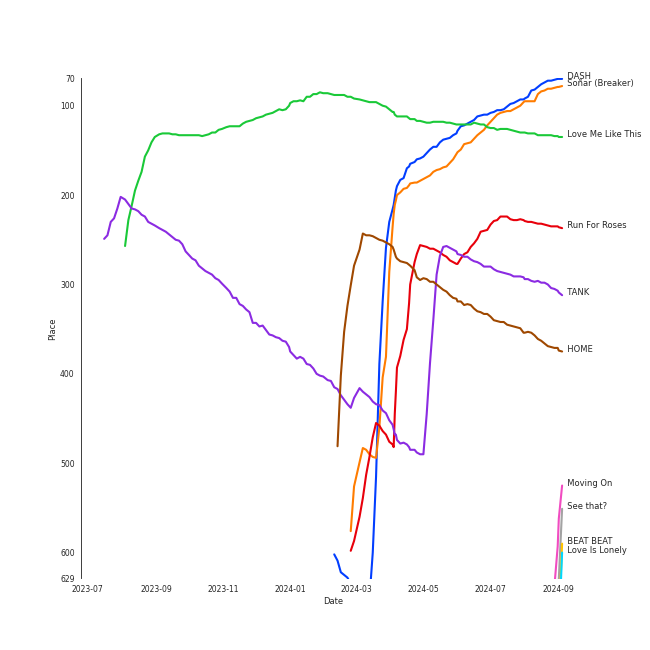 70
100
200
300
400
500
600
629
Place
2023-07
2023-09
2023-11
2024-01
2024-03
2024-05
2024-07
2024-09
Date
DASH
Sonar (Breaker)
Love Me Like This
Run For Roses
TANK
HOME
Moving On
See that?
BEAT BEAT
Love Is Lonely